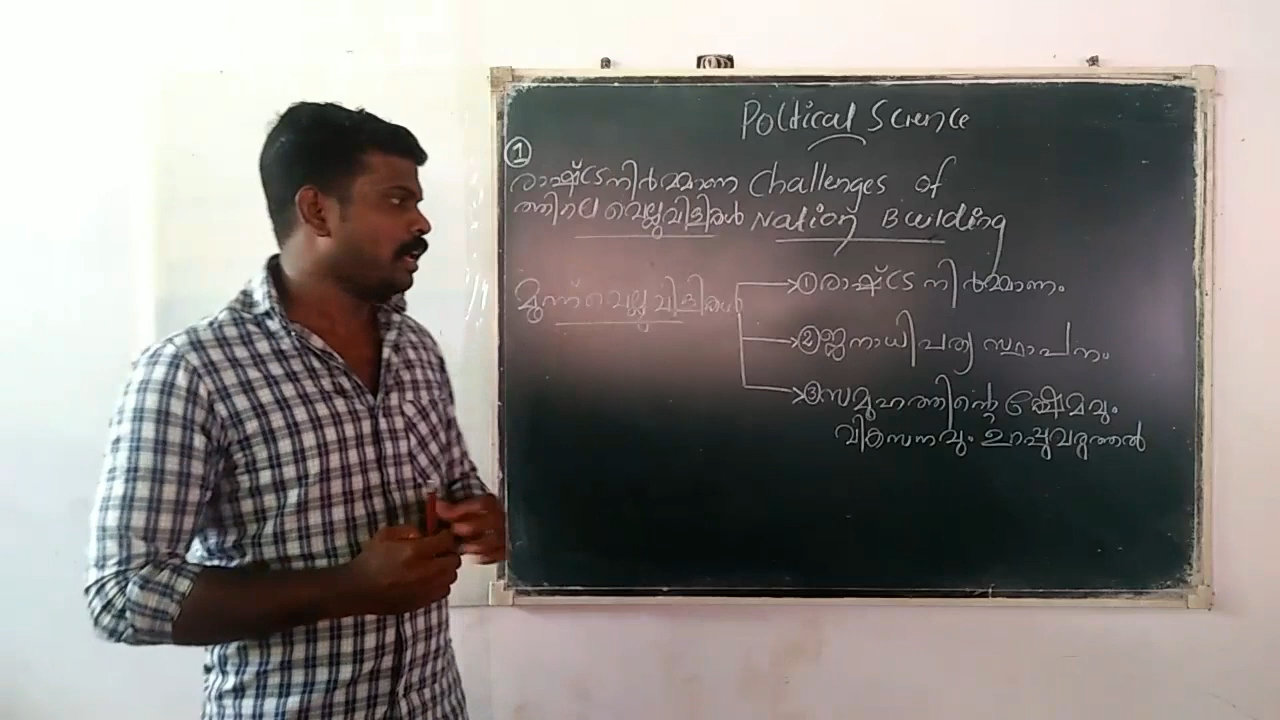 Political Science
①
രാഷ്ട്രനിർമ്മാണ Challenges of
ത്തിലെ വെല്ലുവിളികൾ Nation Building
മൂന്ന് വെല്ലുവിളികൾ
① രാഷ്ട്ര നിർമ്മാണം
② ജനാധിപത്യ സ്ഥാപനം
③ സമൂഹത്തിന്റെ ക്ഷേമവും
വികസനവും ഉറപ്പുവരുത്തൽ